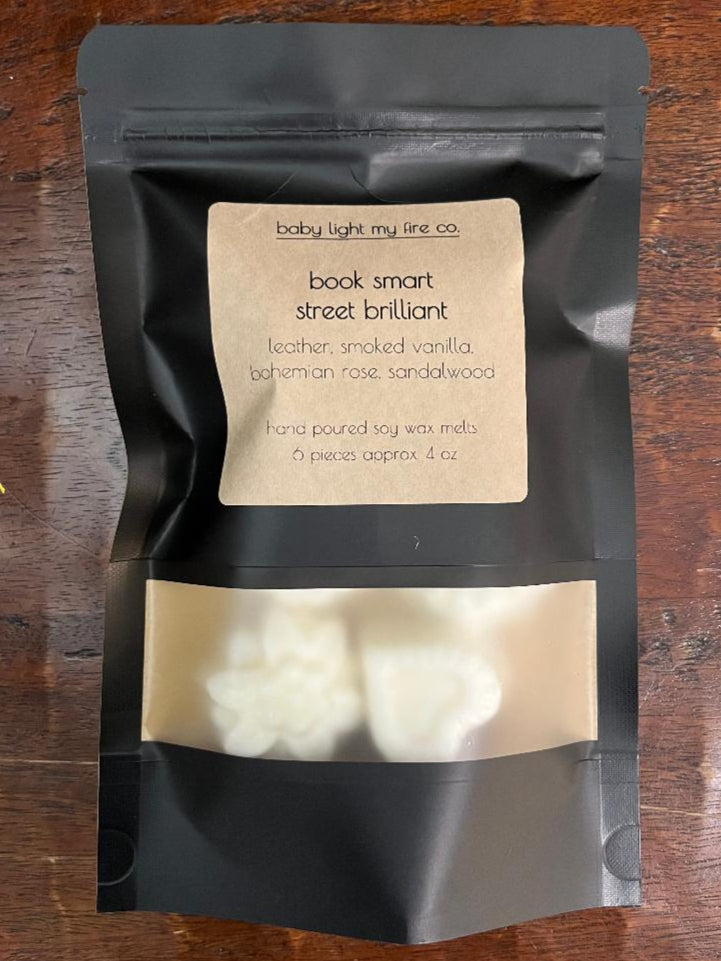 baby light my fire co.
book smart
street brilliant
leather, smoked vanilla,
bohemian rose, sandalwood
hand poured soy wax melts
6 pieces approx. 4 oz